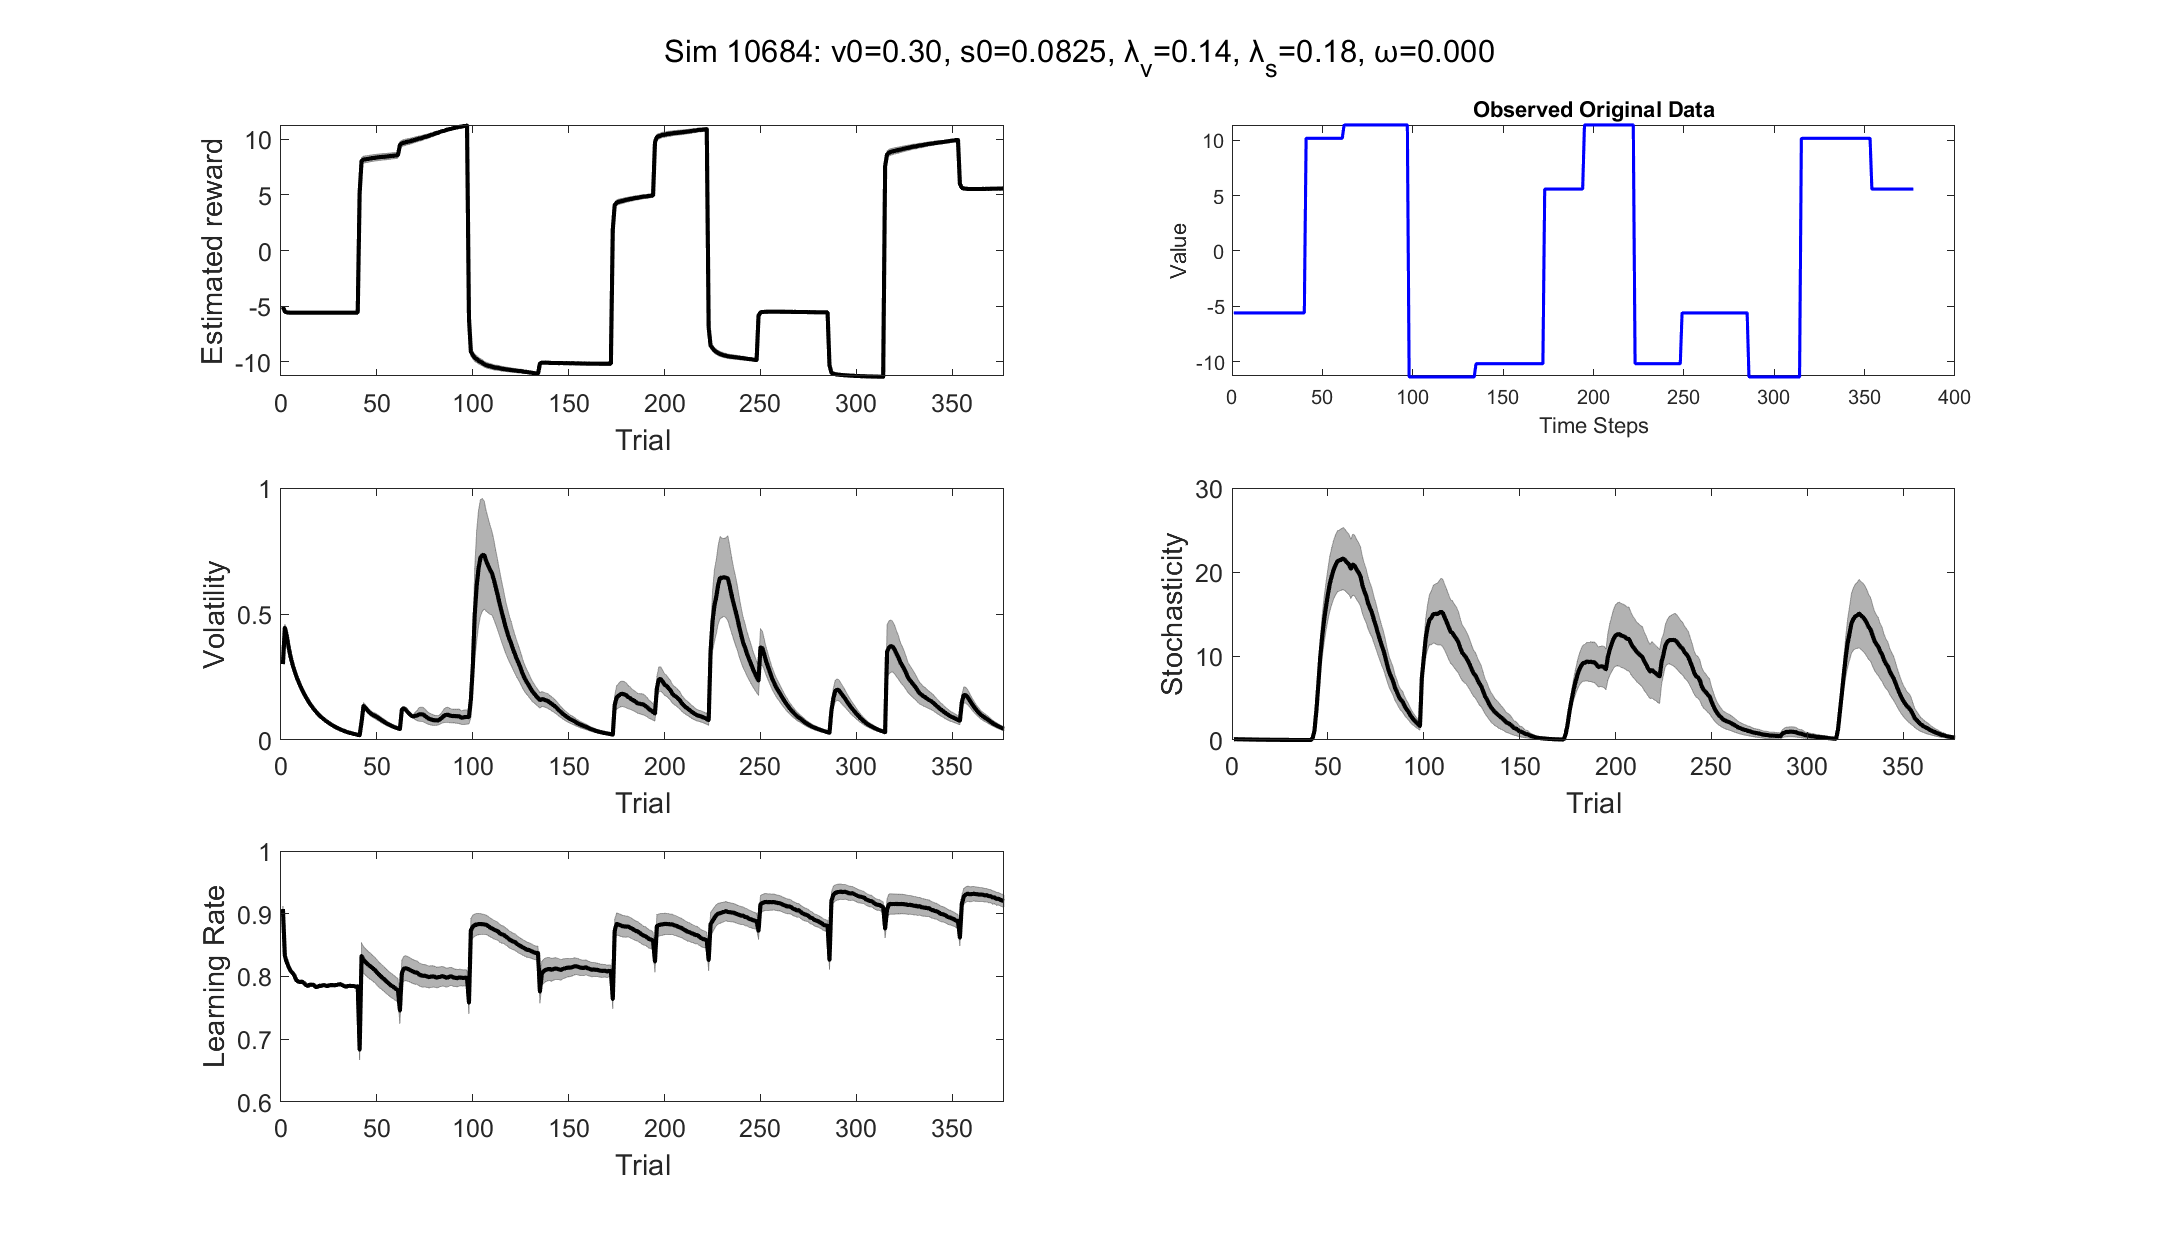 Sim 10684: v0=0.30, s0=0.0825, λ_v=0.14, λ_s=0.18, ω=0.000
Estimated reward
10
5
0
-5
-10
0 50 100 150 200 250 300 350
Trial
Observed Original Data
Value
10
5
0
-5
-10
0 50 100 150 200 250 300 350 400
Time Steps
Volatility
1
0.5
0
0 50 100 150 200 250 300 350
Trial
Stochasticity
30
20
10
0
0 50 100 150 200 250 300 350
Trial
Learning Rate
1
0.9
0.8
0.7
0.6
0 50 100 150 200 250 300 350
Trial